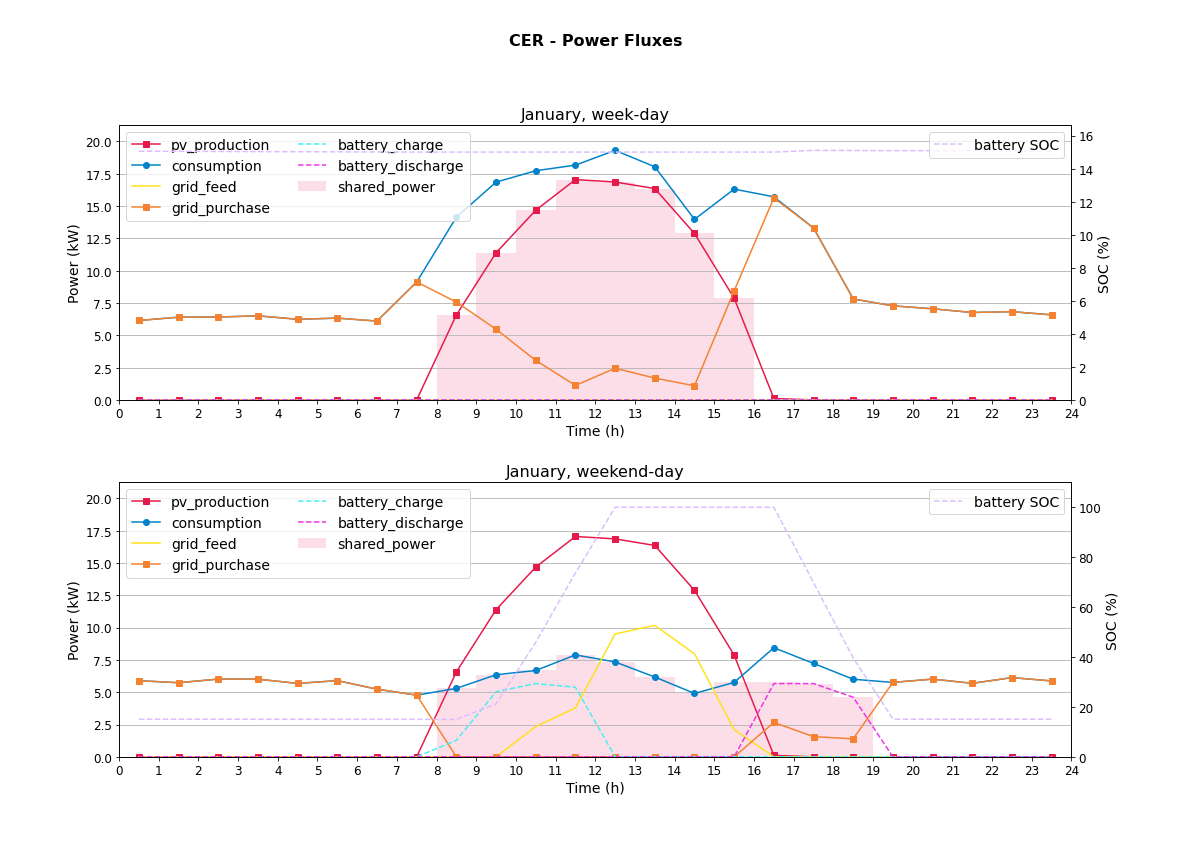 CER - Power Fluxes
January, week-day
pv_production
consumption
grid_feed
grid_purchase
battery_charge
battery_discharge
shared_power
battery SOC
Power (kW)
20.0
17.5
15.0
12.5
10.0
7.5
5.0
2.5
0.0
SOC (%)
16
14
12
10
8
6
4
2
0
0 1 2 3 4 5 6 7 8 9 10 11 12 13 14 15 16 17 18 19 20 21 22 23 24
Time (h)
January, weekend-day
pv_production
consumption
grid_feed
grid_purchase
battery_charge
battery_discharge
shared_power
battery SOC
Power (kW)
20.0
17.5
15.0
12.5
10.0
7.5
5.0
2.5
0.0
SOC (%)
100
80
60
40
20
0
0 1 2 3 4 5 6 7 8 9 10 11 12 13 14 15 16 17 18 19 20 21 22 23 24
Time (h)